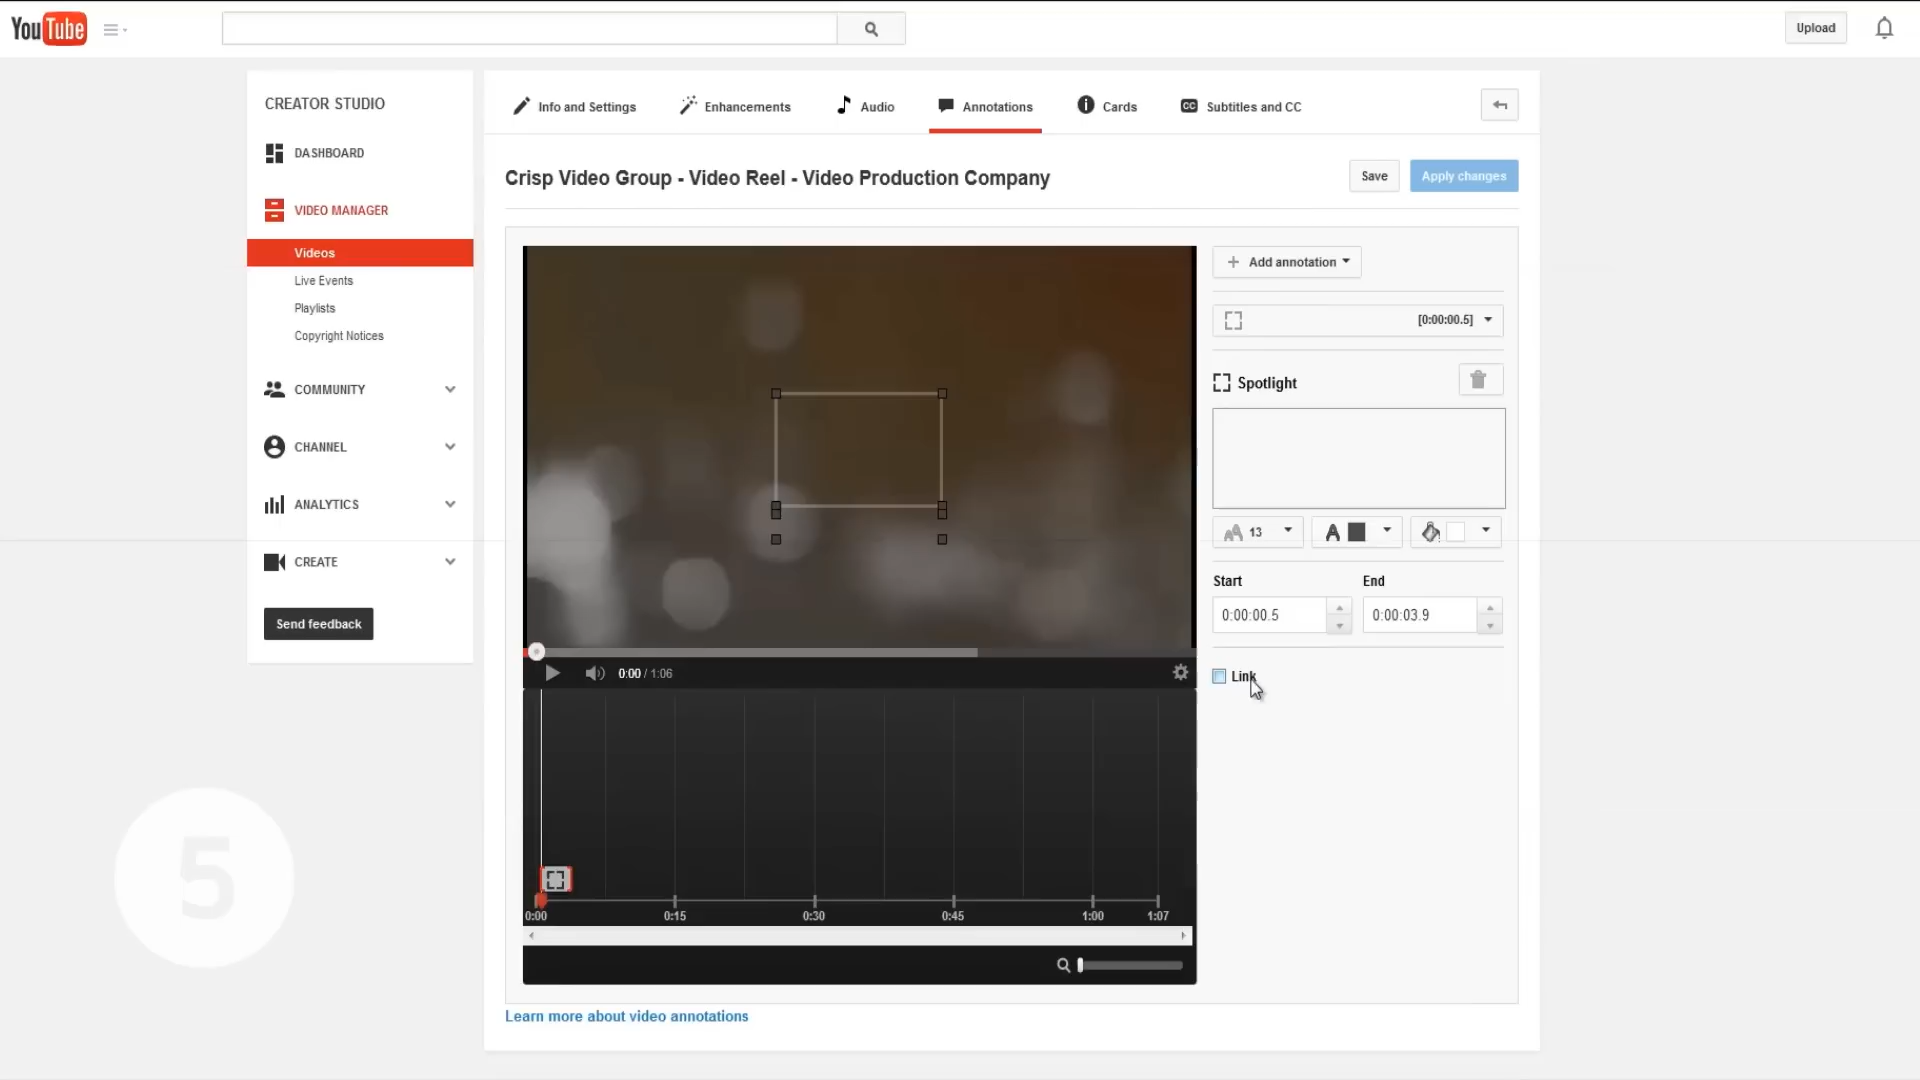 YouTube
Upload
CREATOR STUDIO
DASHBOARD
VIDEO MANAGER
Videos
Live Events
Playlists
Copyright Notices
COMMUNITY
CHANNEL
ANALYTICS
CREATE
Send feedback
Info and Settings
Enhancements
Audio
Annotations
Cards
CC Subtitles and CC
Crisp Video Group - Video Reel - Video Production Company
Save
Apply changes
+ Add annotation
[0:00:00.5]
Spotlight
13
A
Start
End
0:00:00.5
0:00:03.9
Link
0:00 / 1:06
0:00
0:15
0:30
0:45
1:00
1:07
Learn more about video annotations
5